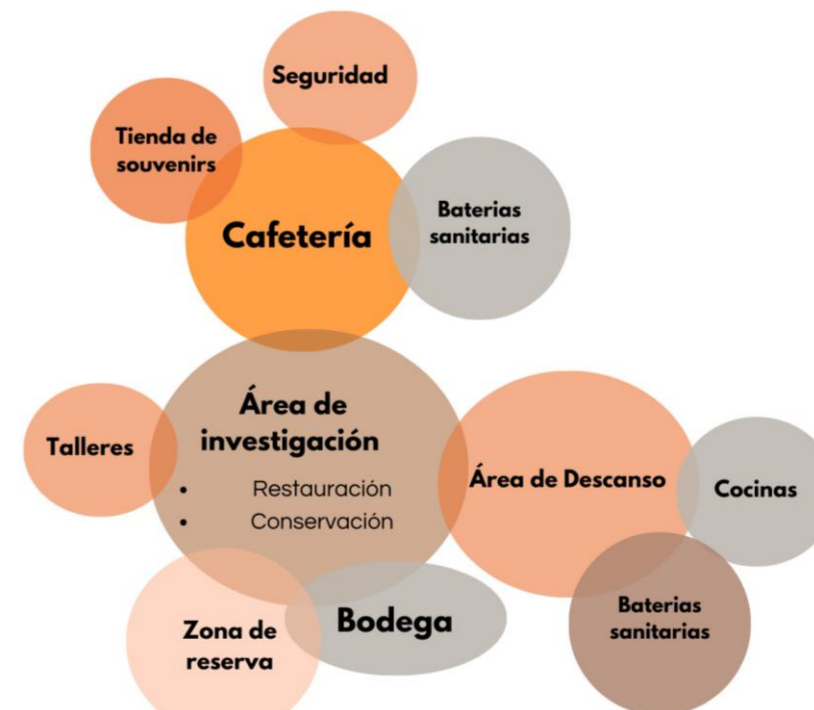 Seguridad
Tienda de
souvenirs
Cafetería
Baterias
sanitarias
Área de
investigación
• Restauración
• Conservación
Talleres
Área de Descanso
Cocinas
Zona de
reserva
Bodega
Baterias
sanitarias